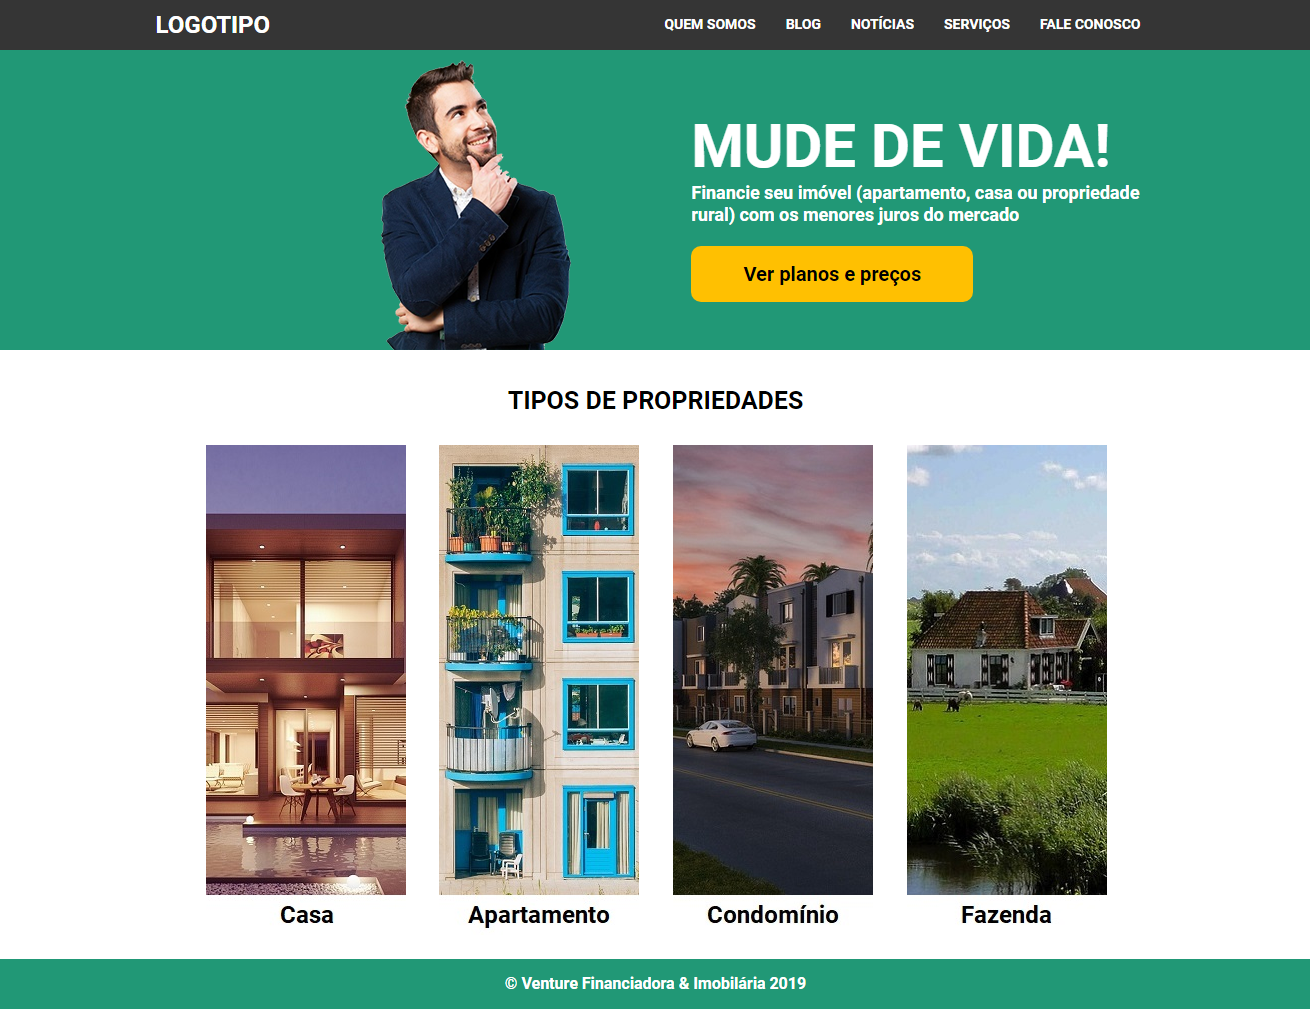 LOGOTIPO
QUEM SOMOS BLOG NOTÍCIAS SERVIÇOS FALE CONOSCO
MUDE DE VIDA!
Financie seu imóvel (apartamento, casa ou propriedade
rural) com os menores juros do mercado
Ver planos e preços
TIPOS DE PROPRIEDADES
Casa
Apartamento
Condomínio
Fazenda
© Venture Financiadora & Imobilária 2019